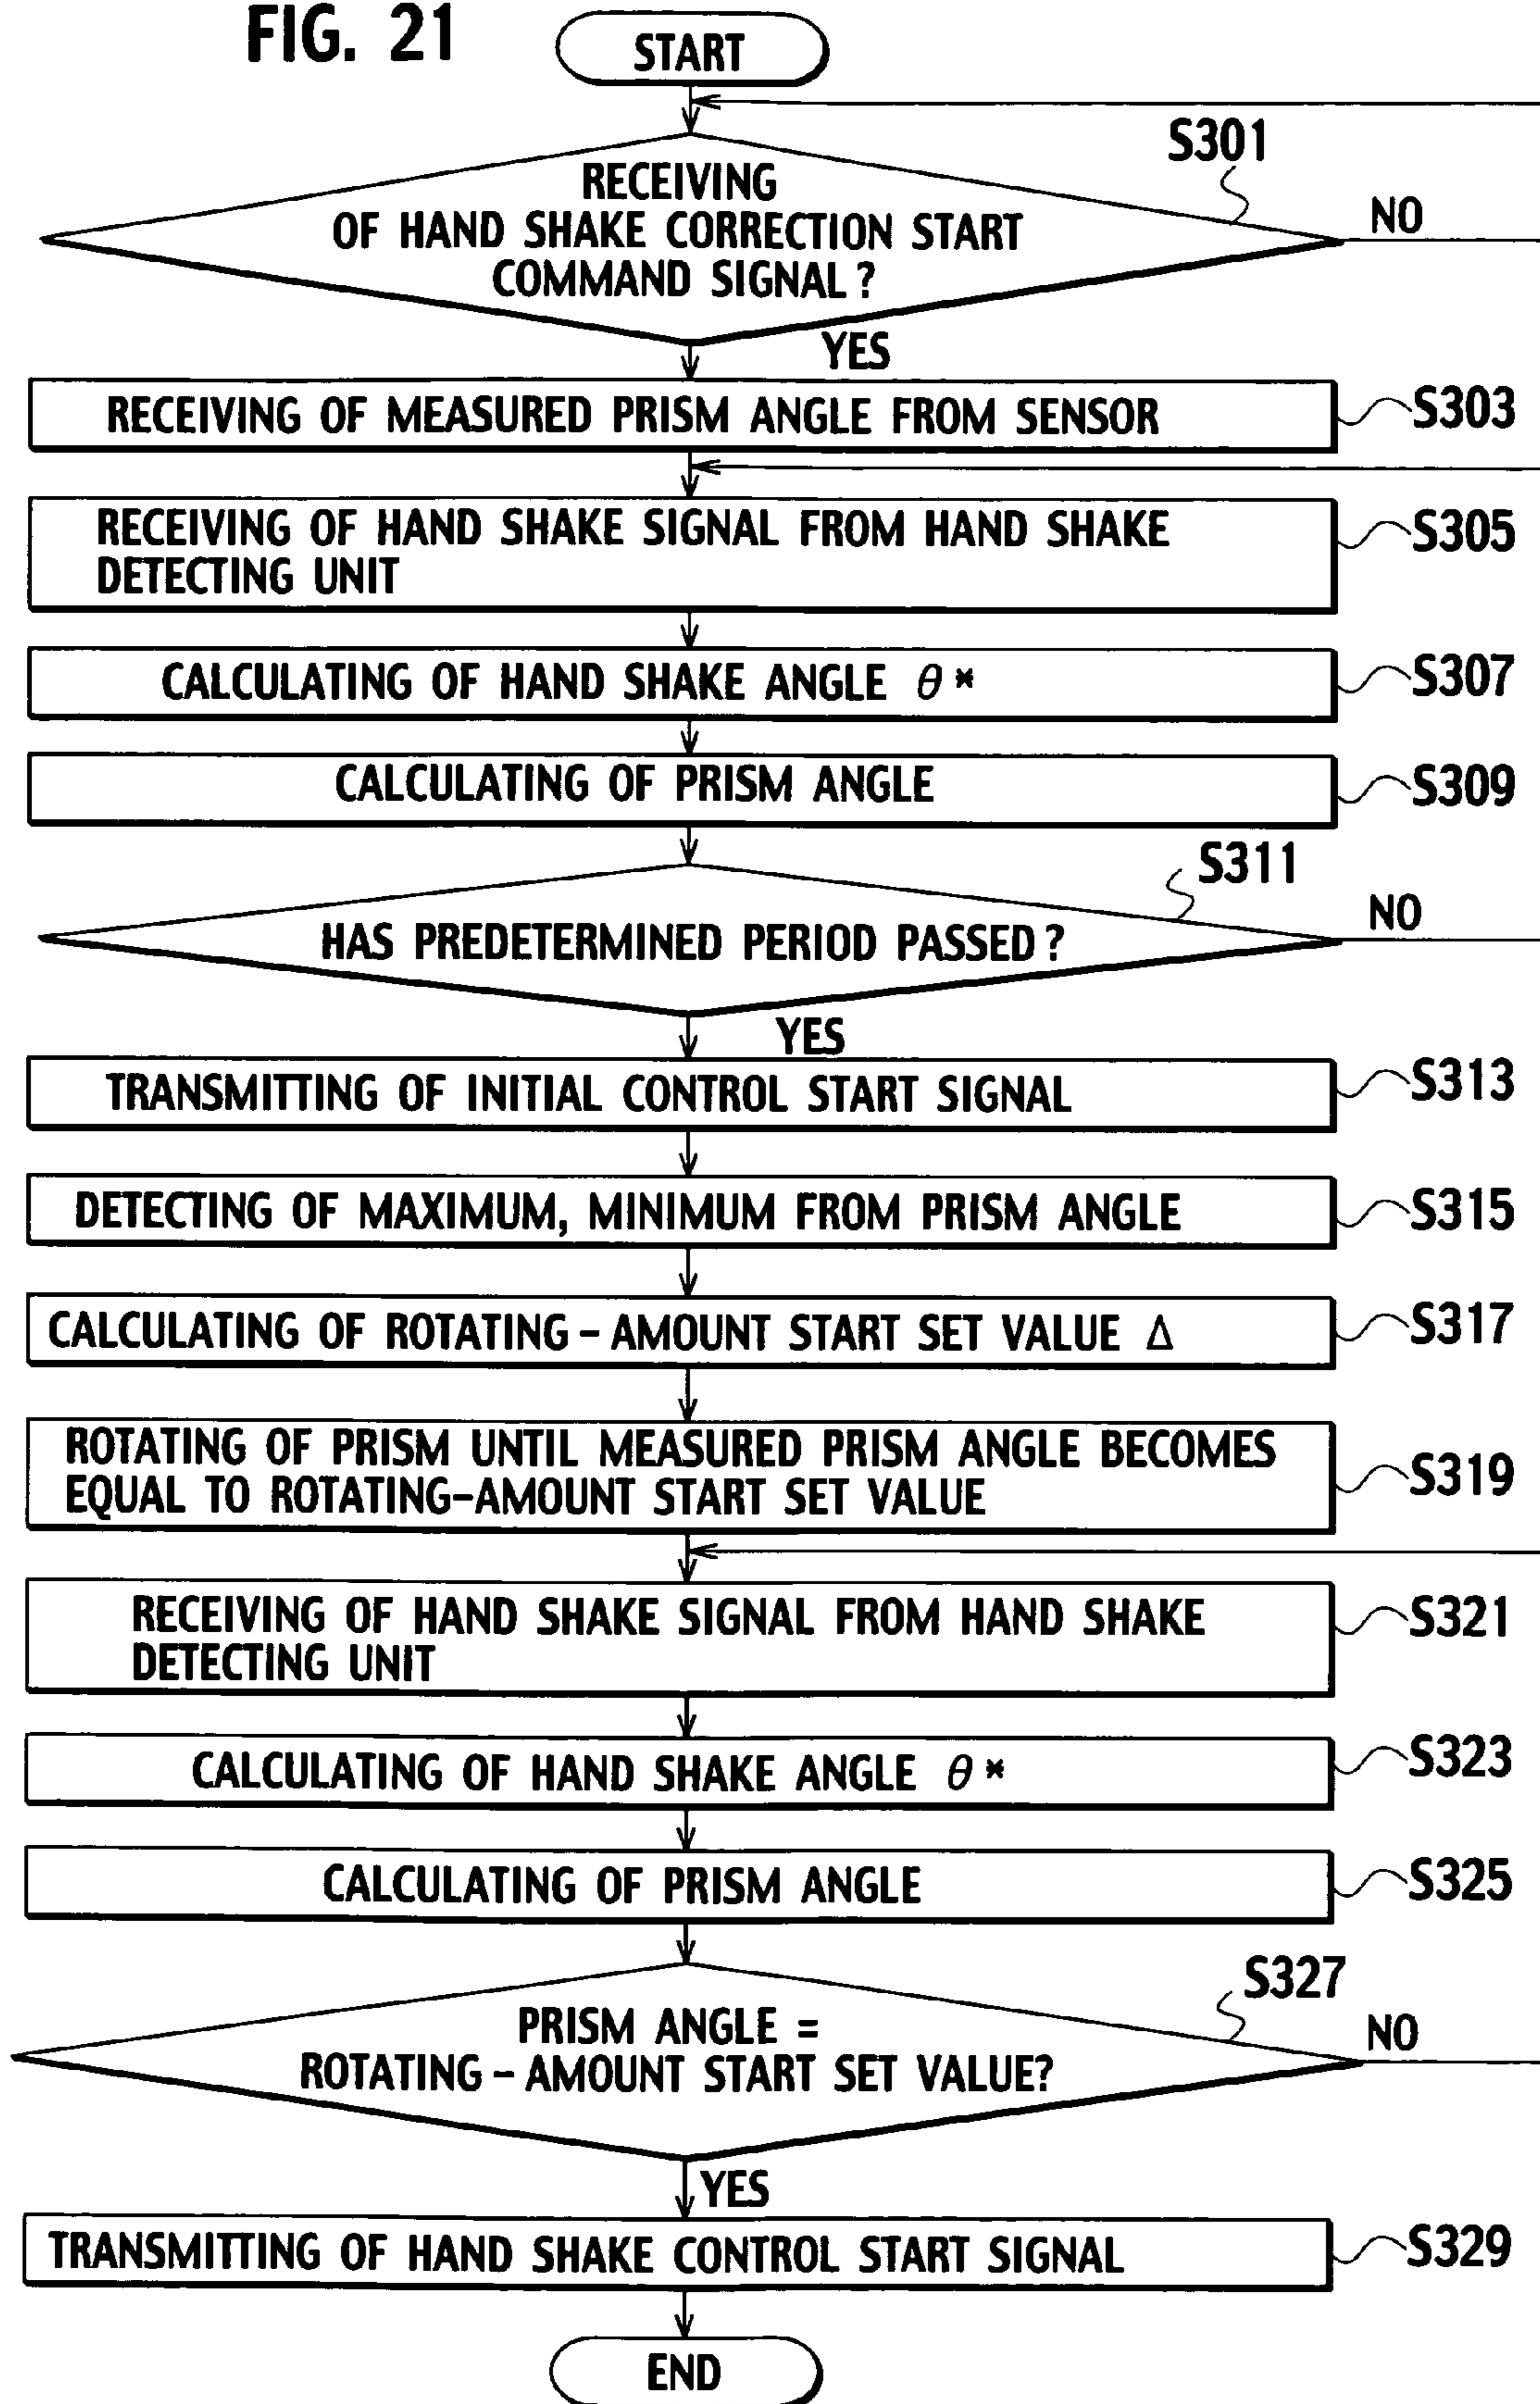 FIG. 21
START
S301
RECEIVING
OF HAND SHAKE CORRECTION START
COMMAND SIGNAL?
NO
YES
RECEIVING OF MEASURED PRISM ANGLE FROM SENSOR
S303
RECEIVING OF HAND SHAKE SIGNAL FROM HAND SHAKE
DETECTING UNIT
S305
CALCULATING OF HAND SHAKE ANGLE θ*
S307
CALCULATING OF PRISM ANGLE
S309
S311
HAS PREDETERMINED PERIOD PASSED?
NO
YES
TRANSMITTING OF INITIAL CONTROL START SIGNAL
S313
DETECTING OF MAXIMUM, MINIMUM FROM PRISM ANGLE
S315
CALCULATING OF ROTATING-AMOUNT START SET VALUE Δ
S317
ROTATING OF PRISM UNTIL MEASURED PRISM ANGLE BECOMES
EQUAL TO ROTATING-AMOUNT START SET VALUE
S319
RECEIVING OF HAND SHAKE SIGNAL FROM HAND SHAKE
DETECTING UNIT
S321
CALCULATING OF HAND SHAKE ANGLE θ*
S323
CALCULATING OF PRISM ANGLE
S325
S327
PRISM ANGLE =
ROTATING-AMOUNT START SET VALUE?
NO
YES
TRANSMITTING OF HAND SHAKE CONTROL START SIGNAL
S329
END